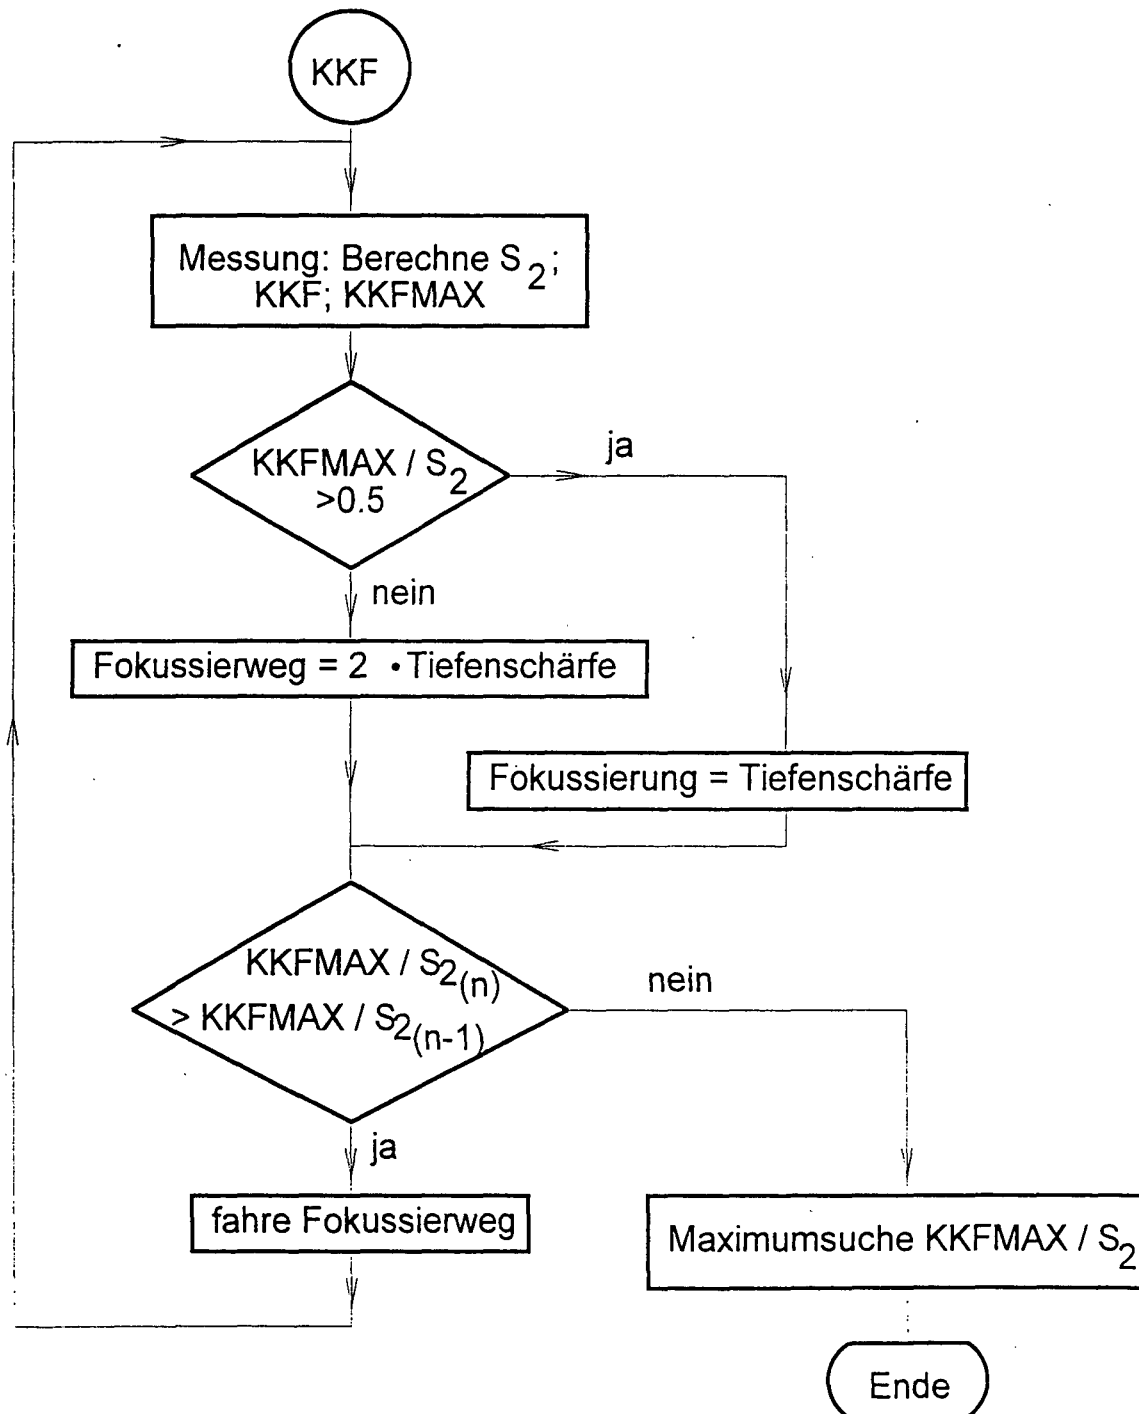 KKF
Messung: Berechne S2;
KKF; KKFMAX
KKFMAX / S2
>0.5
ja
nein
Fokussierweg = 2 • Tiefenschärfe
Fokussierung = Tiefenschärfe
KKFMAX / S2(n)
> KKFMAX / S2(n-1)
nein
ja
fahre Fokussierweg
Maximumsuche KKFMAX / S2
Ende